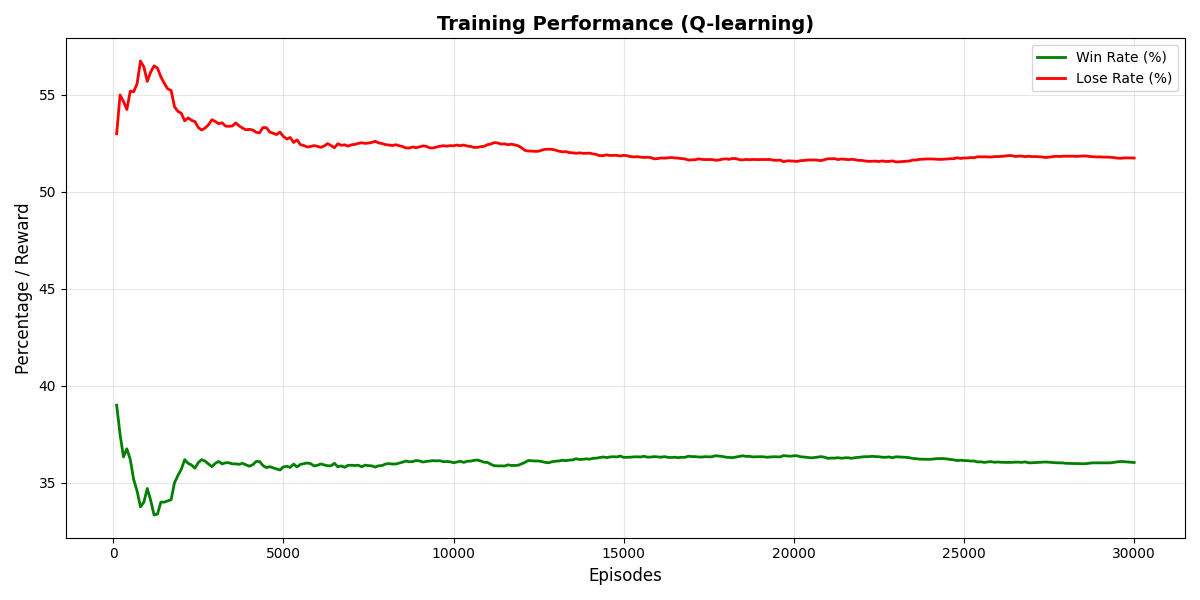 Training Performance (Q-learning)
Win Rate (%)
Lose Rate (%)
Percentage / Reward
55
50
45
40
35
0 5000 10000 15000 20000 25000 30000
Episodes